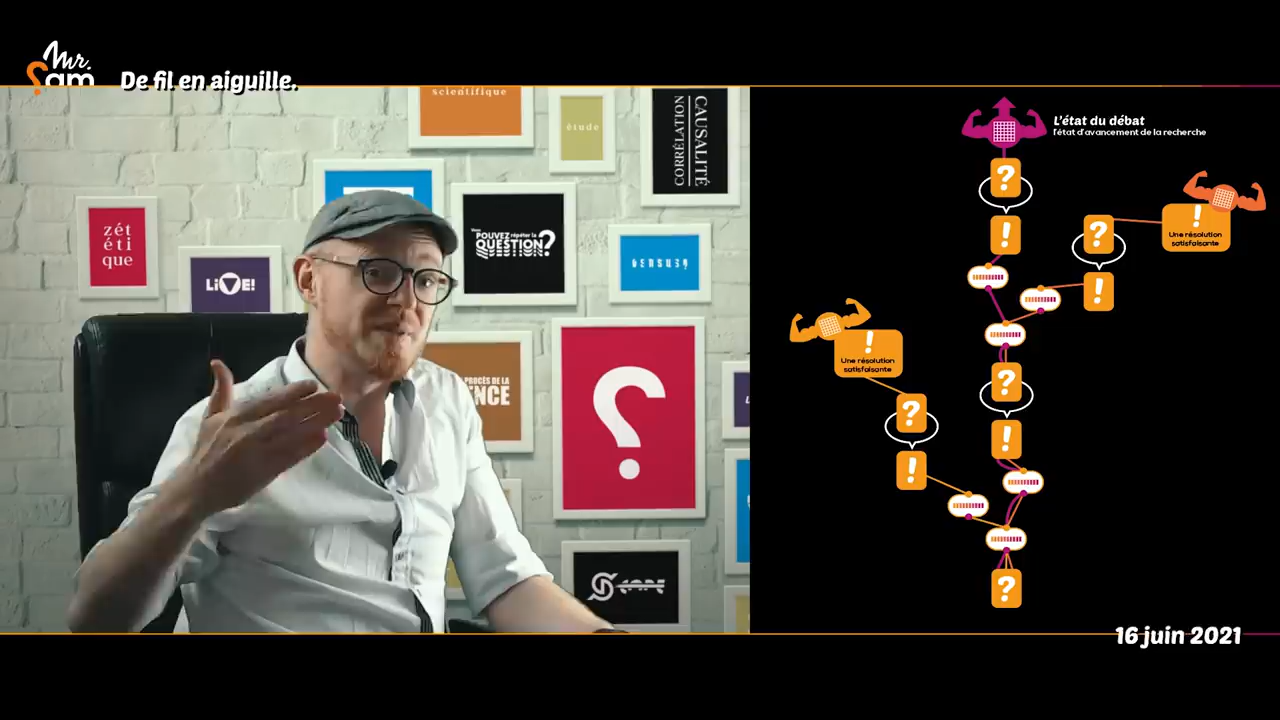 Mr.
Sam
De fil en aiguille.
scientifique
étude
CORRÉLATION
CAUSALITÉ
zét
éti
que
LiVE!
Vous
POUVEZ répéter la
QUESTION?
PROCÈS DE LA
ENCE
?
L'état du débat
l'état d'avancement de la recherche
?
!
?
!
Une résolution
satisfaisante
!
!
Une résolution
satisfaisante
?
?
!
!
?
16 juin 2021